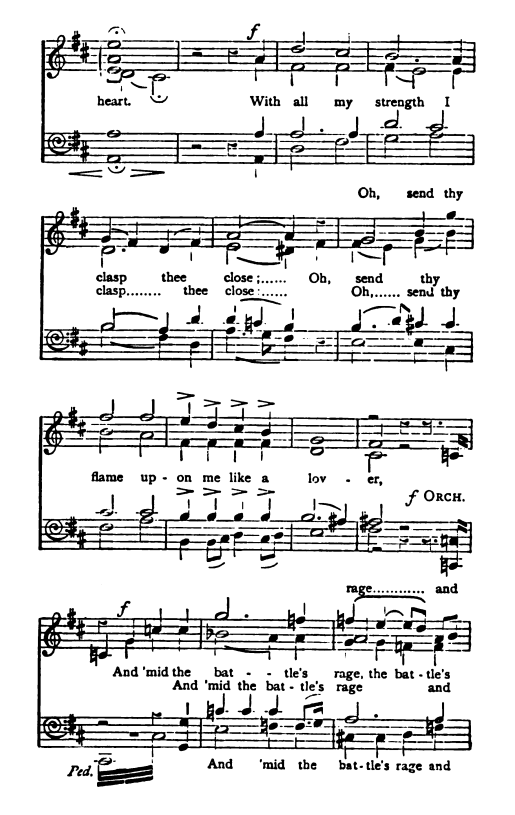 f
heart. With all my strength I
Oh, send thy
clasp thee close;...... Oh, send thy
clasp........ thee close:...... Oh,...... send thy
flame up - on me like a lov - er,
f ORCH.
rage............ and
f
And 'mid the bat - - tle's rage, the bat - tle's
And 'mid the bat - tle's rage and
Ped. And 'mid the bat - tle's rage and